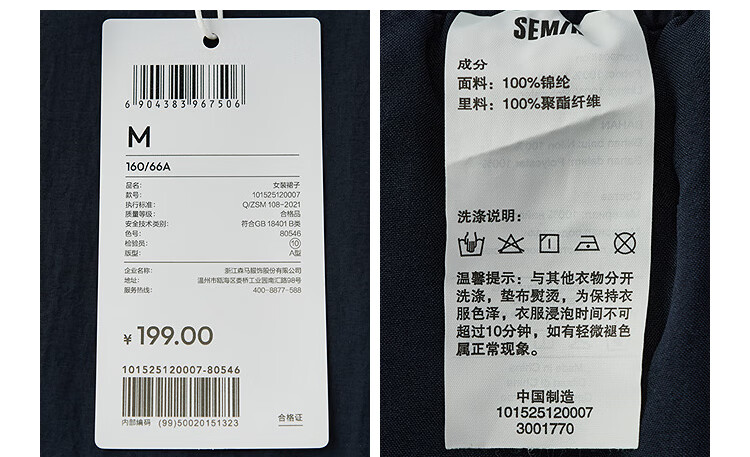 6904383967506
M
160/66A
品名: 女装裙子
款号: 101525120007
执行标准: Q/ZSM 108-2021
质量等级: 合格品
安全技术类别: 符合GB 18401 B类
色号: 80546
检验员: 10
版型: A型
企业名称: 浙江森马服饰股份有限公司
地址: 温州市瓯海区娄桥工业园南汇路98号
服务热线: 400-8877-588
¥ 199.00
101525120007-80546
内部编码 (99)50020151323
合格证
成分
面料: 100%锦纶
里料: 100%聚酯纤维
洗涤说明:
温馨提示: 与其他衣物分开
洗涤, 垫布熨烫, 为保持衣
服色泽, 衣服浸泡时间不可
超过10分钟, 如有轻微褪色
属正常现象。
中国制造
101525120007
3001770